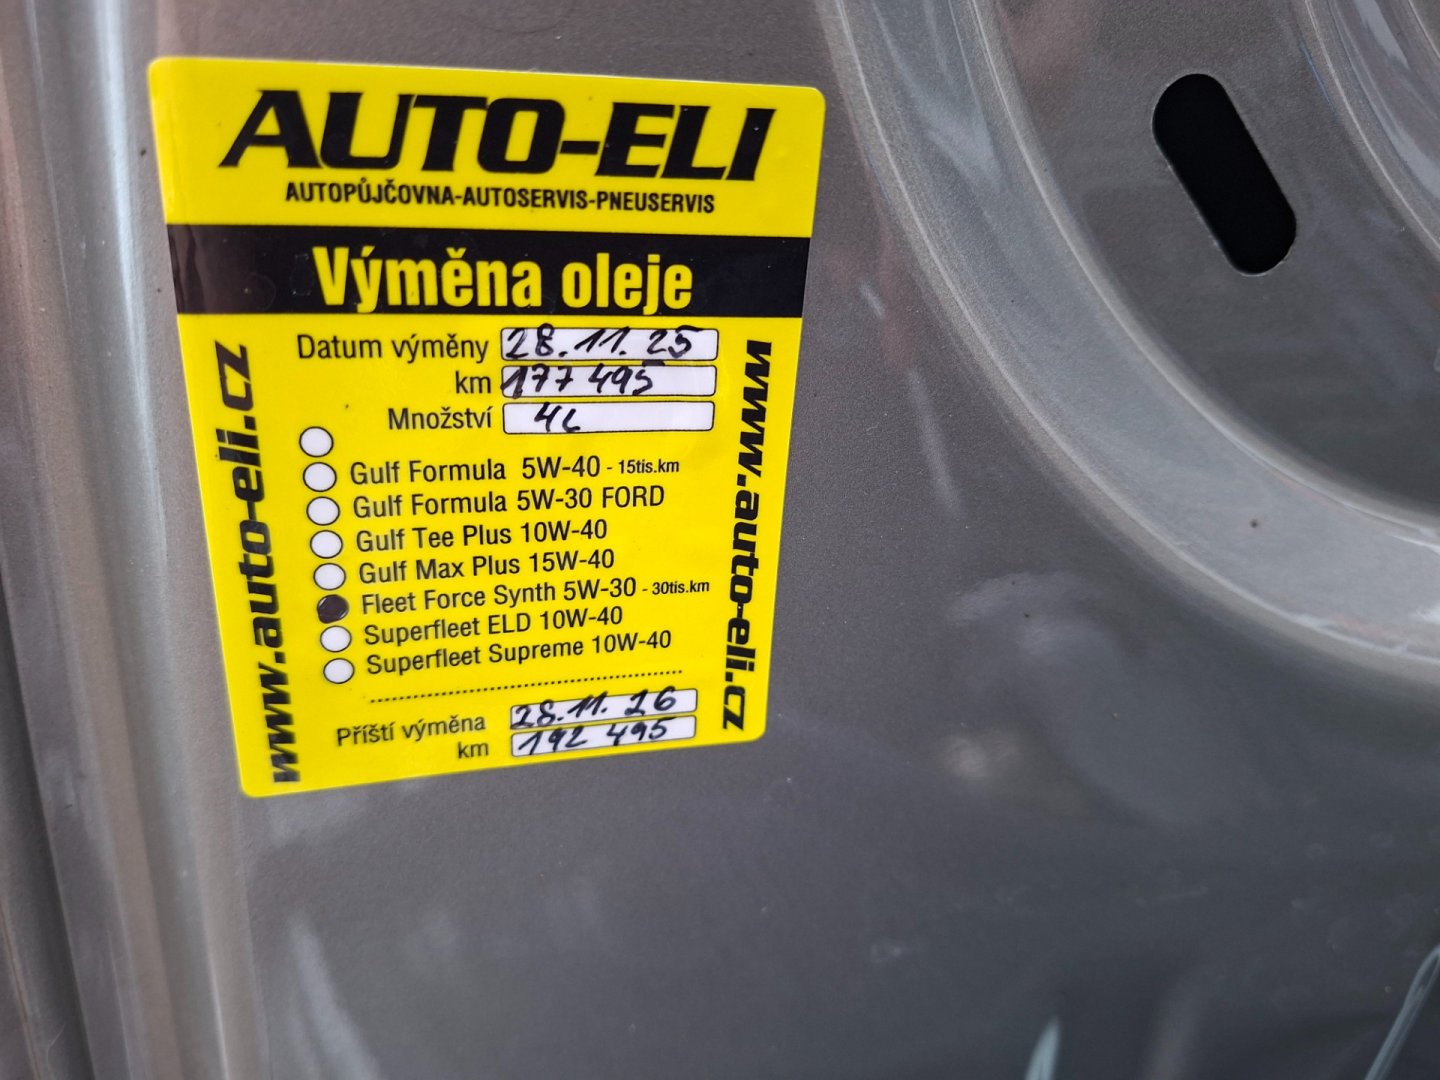 AUTO-ELI
AUTOPŮJČOVNA-AUTOSERVIS-PNEUSERVIS
Výměna oleje
Datum výměny 28.11.25
km 177 495
Množství 4L
Gulf Formula 5W-40 - 15tis.km
Gulf Formula 5W-30 FORD
Gulf Tee Plus 10W-40
Gulf Max Plus 15W-40
Fleet Force Synth 5W-30 - 30tis.km
Superfleet ELD 10W-40
Superfleet Supreme 10W-40
Příští výměna 28.11.26
km 192 495
www.auto-eli.cz
www.auto-eli.cz